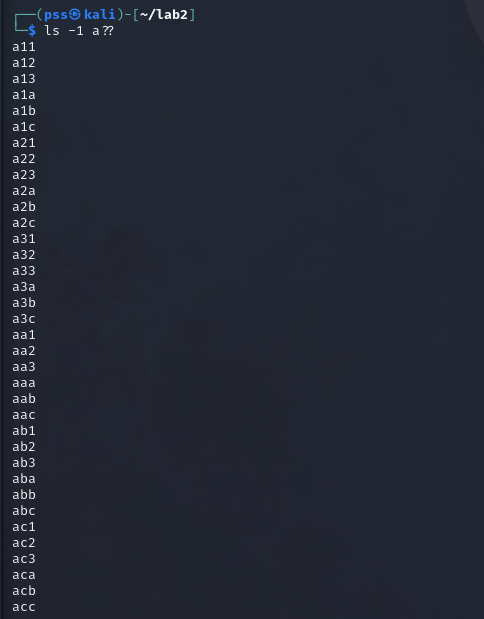 ┌──(pss㉿kali)-[~/lab2]
└─$ ls -1 a??
a11
a12
a13
a1a
a1b
a1c
a21
a22
a23
a2a
a2b
a2c
a31
a32
a33
a3a
a3b
a3c
aa1
aa2
aa3
aaa
aab
aac
ab1
ab2
ab3
aba
abb
abc
ac1
ac2
ac3
aca
acb
acc